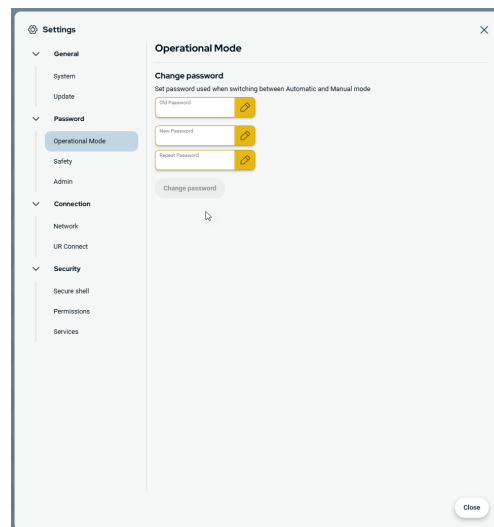 Settings
General
System
Update
Password
Operational Mode
Safety
Admin
Connection
Network
UR Connect
Security
Secure shell
Permissions
Services
Operational Mode
Change password
Set password used when switching between Automatic and Manual mode
Old Password
New Password
Repeat Password
Change password
Close